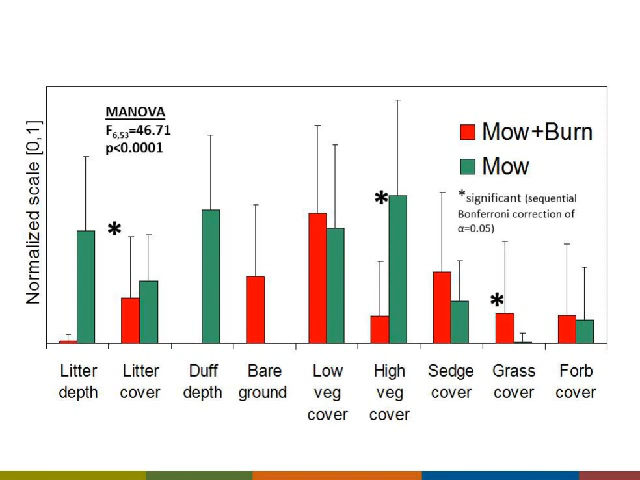 MANOVA
F6,53=46.71
p<0.0001
Mow+Burn
Mow
*significant (sequential
Bonferroni correction of
α=0.05)
Normalized scale [0,1]
*
*
*
Litter depth
Litter cover
Duff depth
Bare ground
Low veg cover
High veg cover
Sedge cover
Grass cover
Forb cover